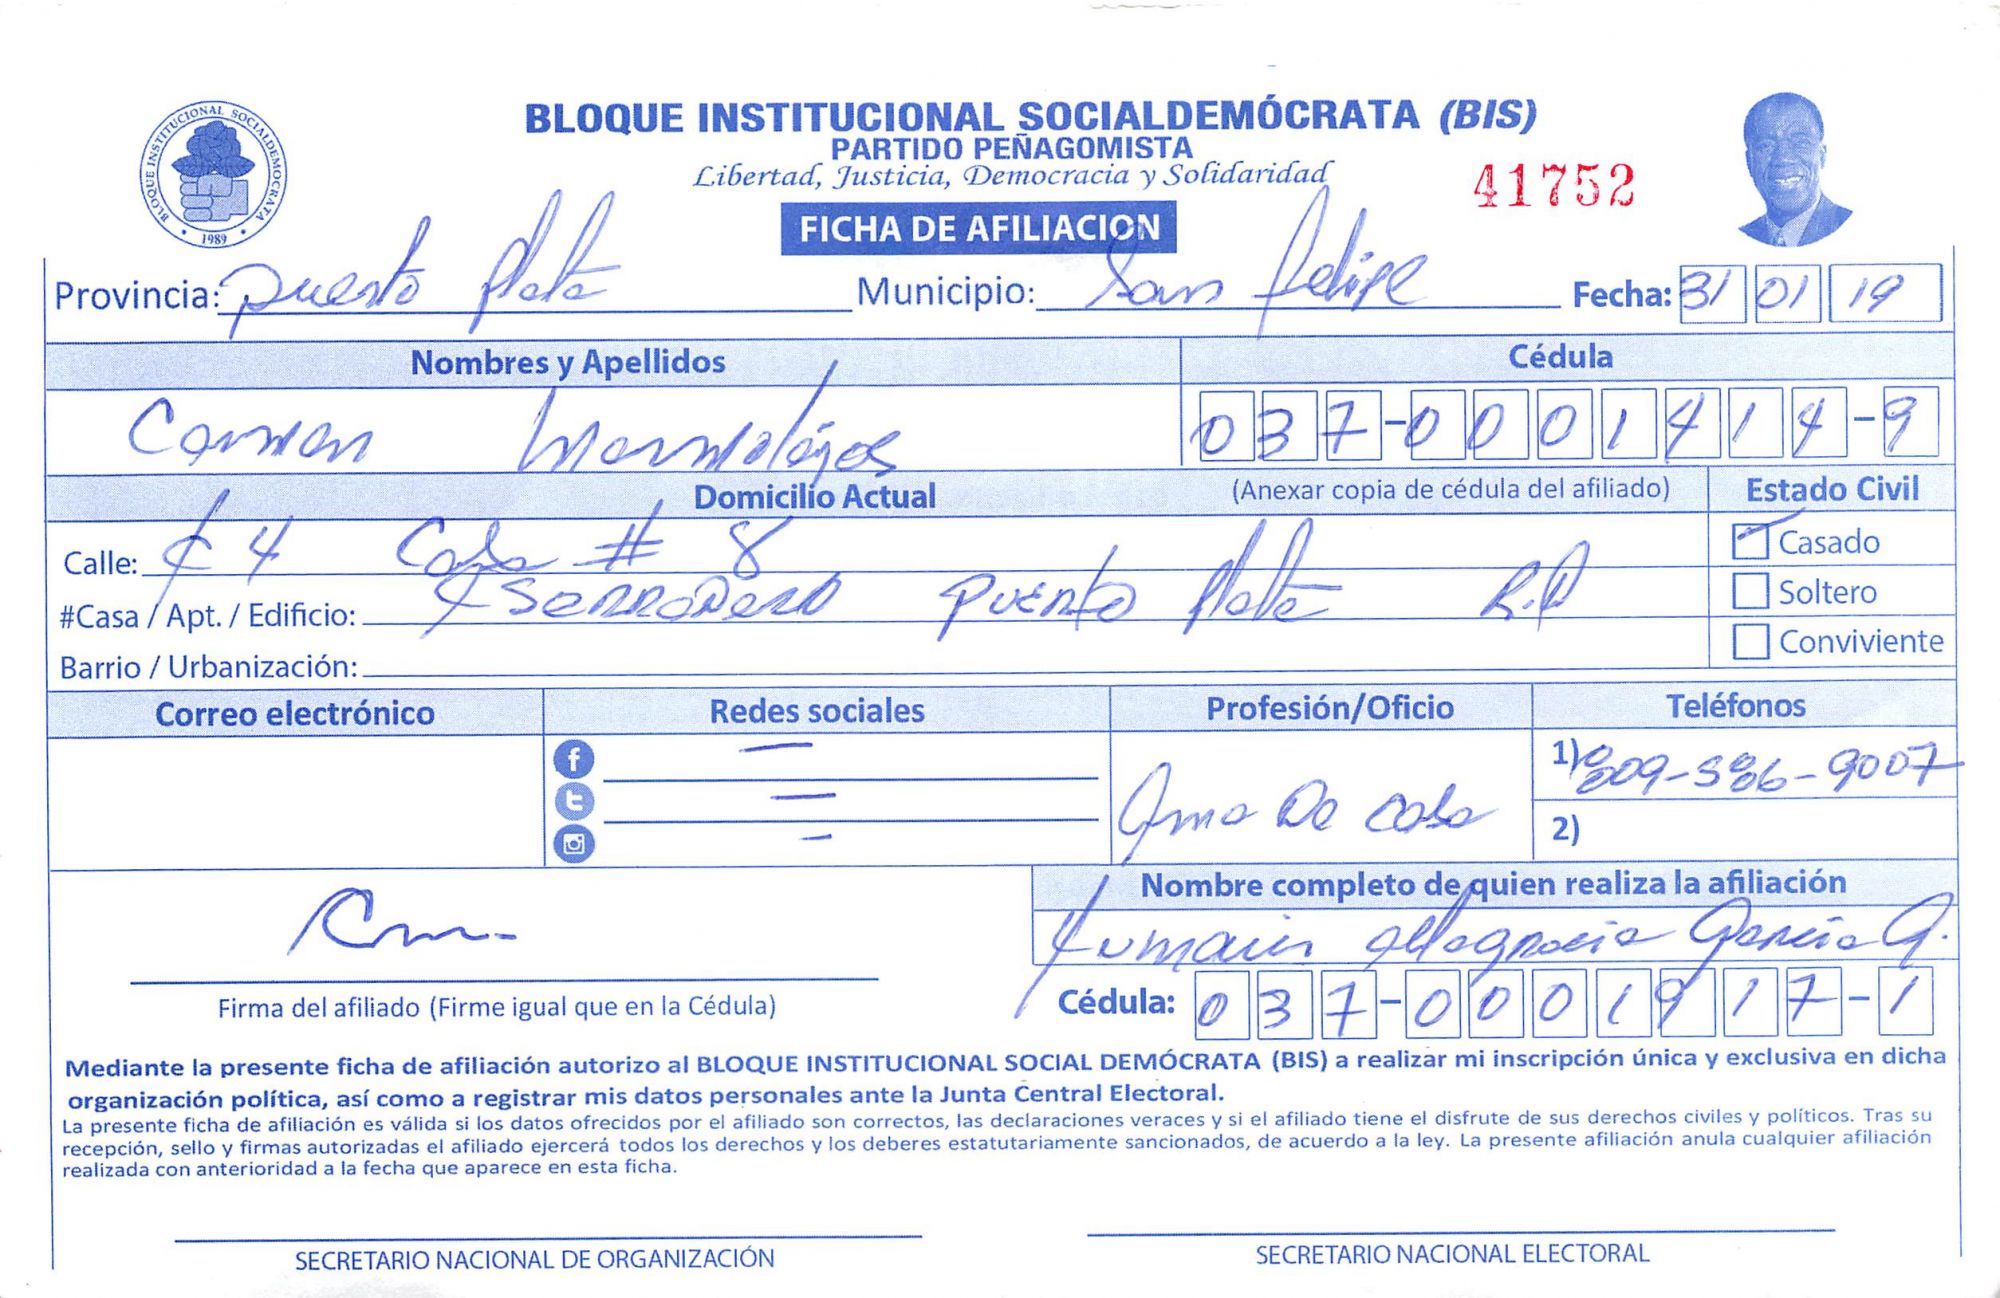 BLOQUE INSTITUCIONAL SOCIALDEMÓCRATA (BIS)
PARTIDO PEÑAGOMISTA
Libertad, Justicia, Democracia y Solidaridad
41752
BLOQUE INSTITUCIONAL SOCIALDEMOCRATA
1989
FICHA DE AFILIACION
Provincia: puerto plata Municipio: San Felipe Fecha: 31 01 19
Nombres y Apellidos Cédula
Carmen 037-0001414-9
Domicilio Actual (Anexar copia de cédula del afiliado) Estado Civil
Calle: C 4 Casa # 8 Casado
#Casa / Apt. / Edificio: puerto plata R.D Soltero
Barrio / Urbanización: Conviviente
Correo electrónico Redes sociales Profesión/Oficio Teléfonos
1) 809-586-9007
Ama De casa
2)
Nombre completo de quien realiza la afiliación
Altagracia García G.
Firma del afiliado (Firme igual que en la Cédula) Cédula: 037-0001917-1
Mediante la presente ficha de afiliación autorizo al BLOQUE INSTITUCIONAL SOCIAL DEMÓCRATA (BIS) a realizar mi inscripción única y exclusiva en dicha
organización política, así como a registrar mis datos personales ante la Junta Central Electoral.
La presente ficha de afiliación es válida si los datos ofrecidos por el afiliado son correctos, las declaraciones veraces y si el afiliado tiene el disfrute de sus derechos civiles y políticos. Tras su
recepción, sello y firmas autorizadas el afiliado ejercerá todos los derechos y los deberes estatutariamente sancionados, de acuerdo a la ley. La presente afiliación anula cualquier afiliación
realizada con anterioridad a la fecha que aparece en esta ficha.
SECRETARIO NACIONAL DE ORGANIZACIÓN SECRETARIO NACIONAL ELECTORAL